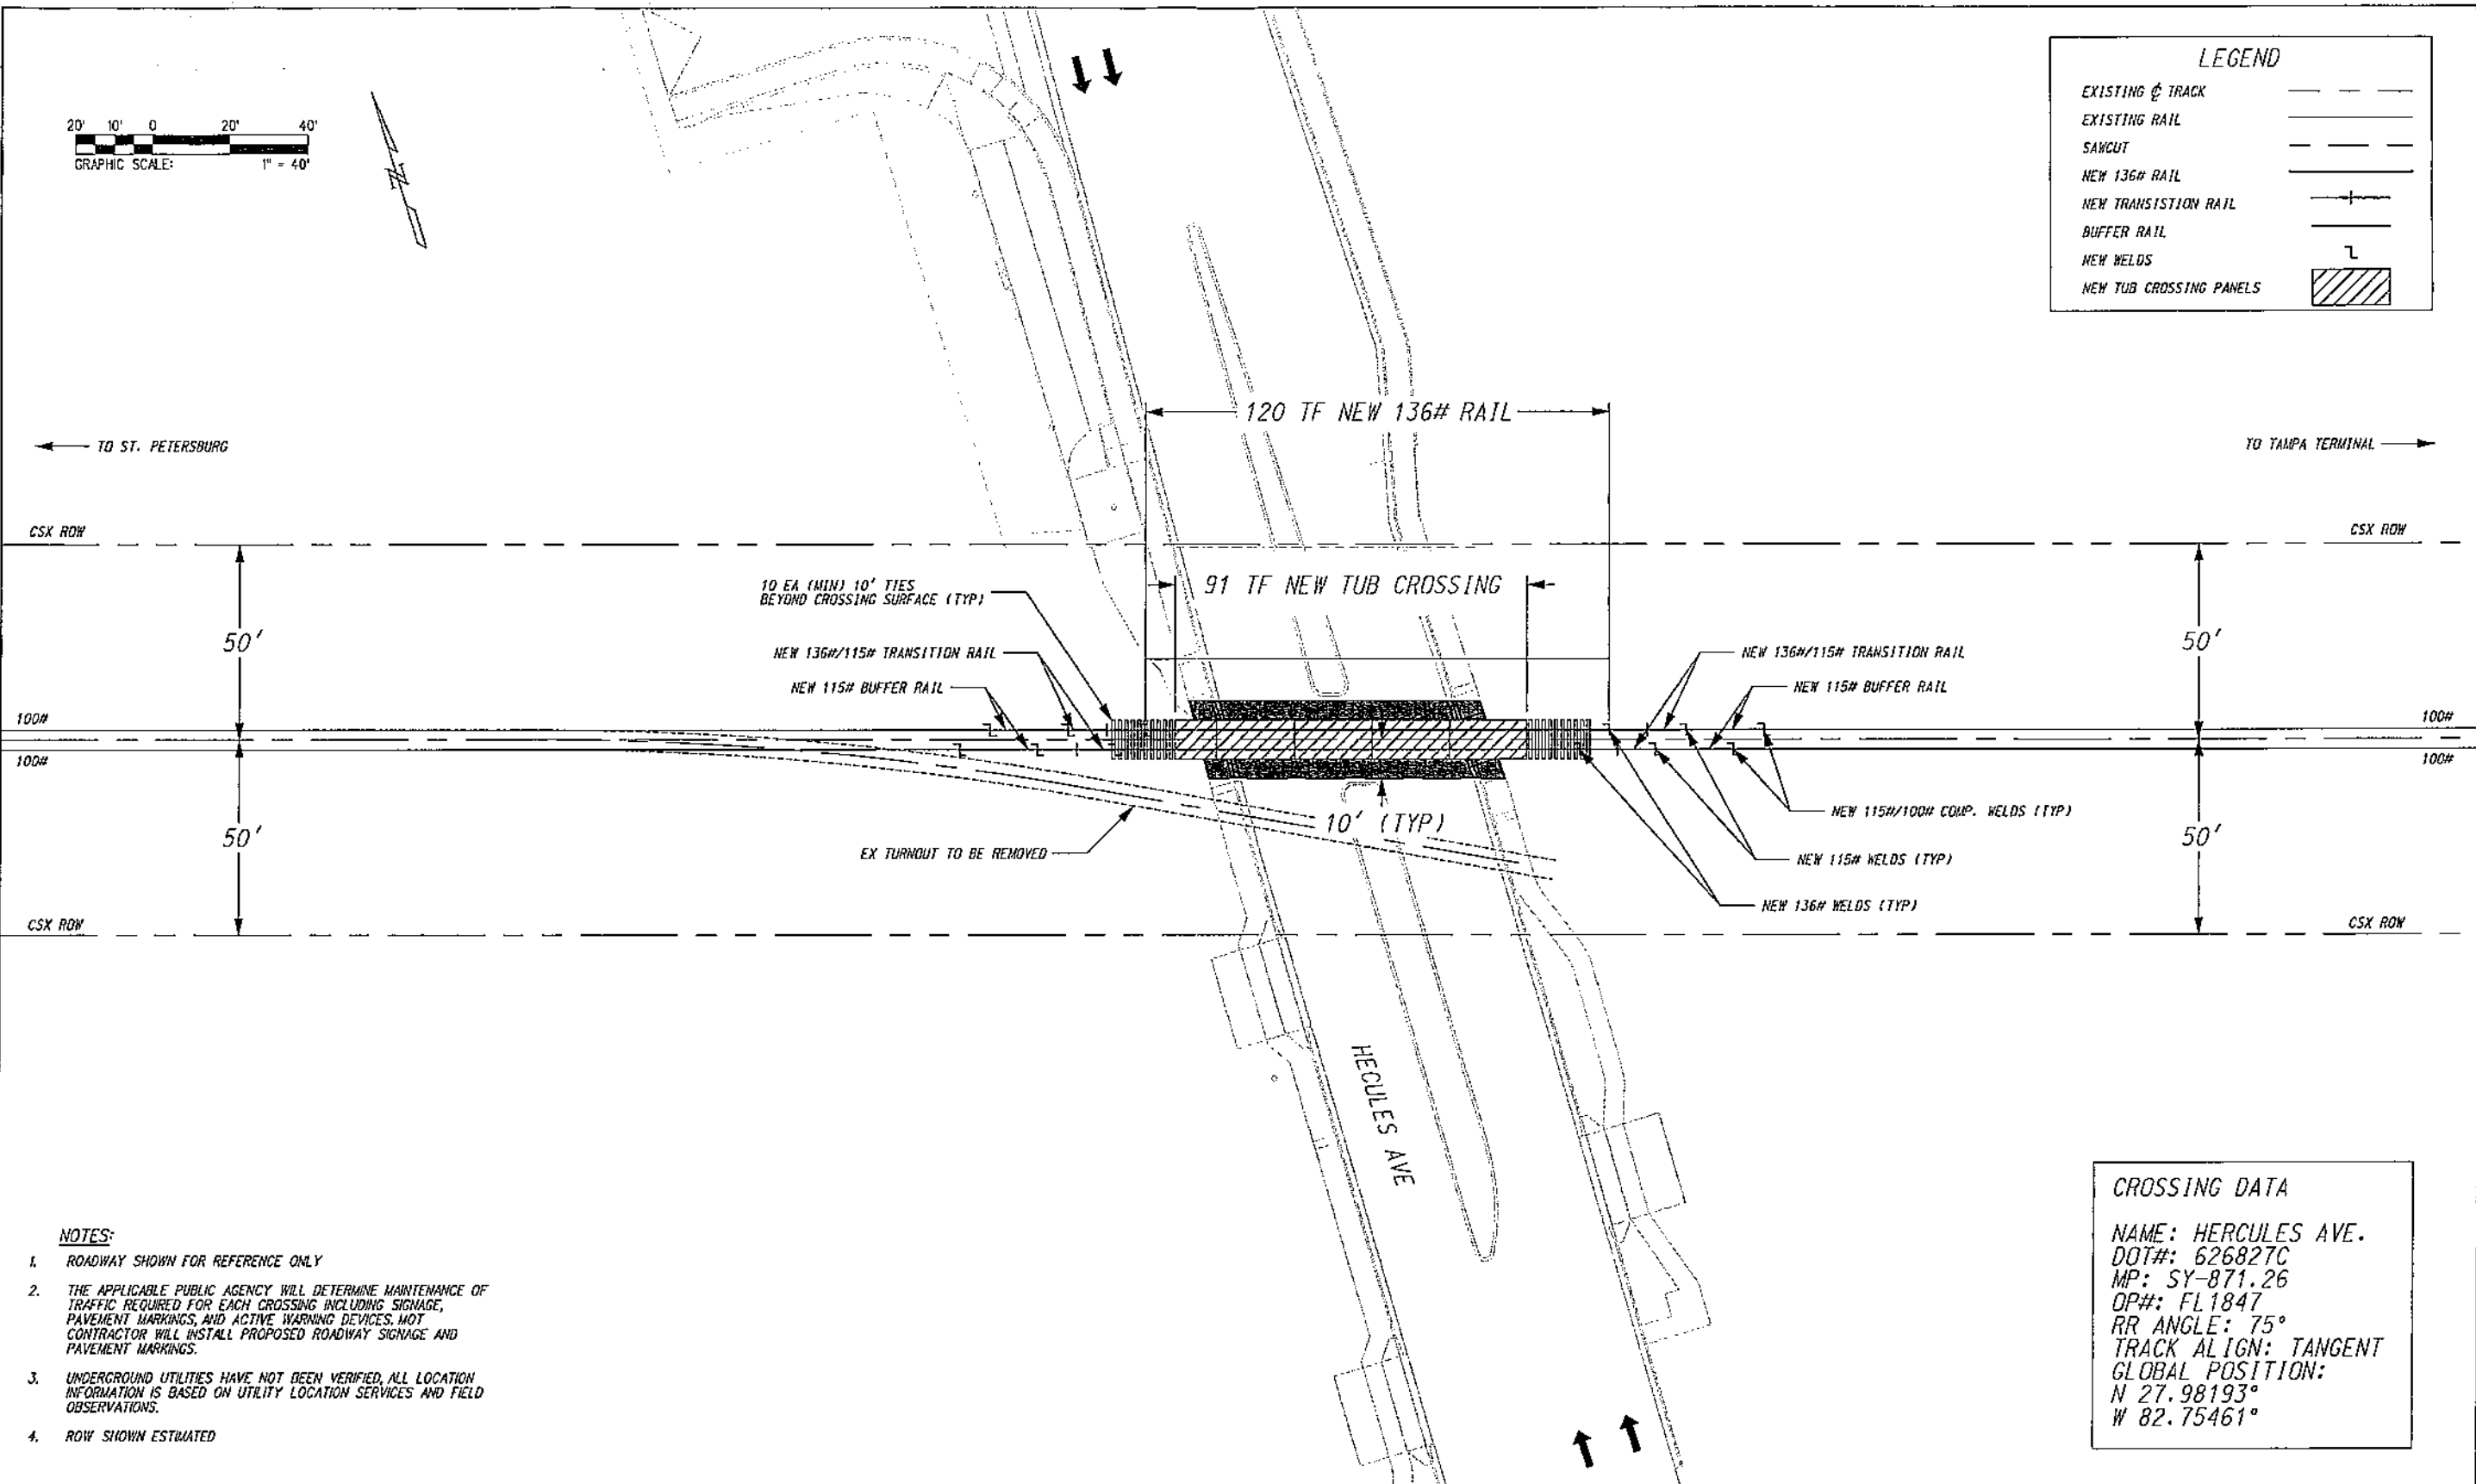 LEGEND
EXISTING ℄ TRACK
EXISTING RAIL
SAWCUT
NEW 136# RAIL
NEW TRANSISTION RAIL
BUFFER RAIL
NEW WELDS
NEW TUB CROSSING PANELS
20' 10' 0 20' 40'
GRAPHIC SCALE: 1" = 40'
N
120 TF NEW 136# RAIL
TO ST. PETERSBURG
TO TAMPA TERMINAL
CSX ROW
CSX ROW
10 EA (MIN) 10' TIES
BEYOND CROSSING SURFACE (TYP)
91 TF NEW TUB CROSSING
50'
50'
NEW 136#/115# TRANSITION RAIL
NEW 136#/115# TRANSITION RAIL
NEW 115# BUFFER RAIL
NEW 115# BUFFER RAIL
100#
100#
100#
100#
50'
10' (TYP)
NEW 115#/100# COMP. WELDS (TYP)
50'
EX TURNOUT TO BE REMOVED
NEW 115# WELDS (TYP)
NEW 136# WELDS (TYP)
CSX ROW
CSX ROW
HECULES AVE
NOTES:
1. ROADWAY SHOWN FOR REFERENCE ONLY
2. THE APPLICABLE PUBLIC AGENCY WILL DETERMINE MAINTENANCE OF
TRAFFIC REQUIRED FOR EACH CROSSING INCLUDING SIGNAGE,
PAVEMENT MARKINGS, AND ACTIVE WARNING DEVICES. MOT
CONTRACTOR WILL INSTALL PROPOSED ROADWAY SIGNAGE AND
PAVEMENT MARKINGS.
3. UNDERGROUND UTILITIES HAVE NOT BEEN VERIFIED, ALL LOCATION
INFORMATION IS BASED ON UTILITY LOCATION SERVICES AND FIELD
OBSERVATIONS.
4. ROW SHOWN ESTIMATED
CROSSING DATA
NAME: HERCULES AVE.
DOT#: 626827C
MP: SY-871.26
OP#: FL1847
RR ANGLE: 75°
TRACK ALIGN: TANGENT
GLOBAL POSITION:
N 27.98193°
W 82.75461°